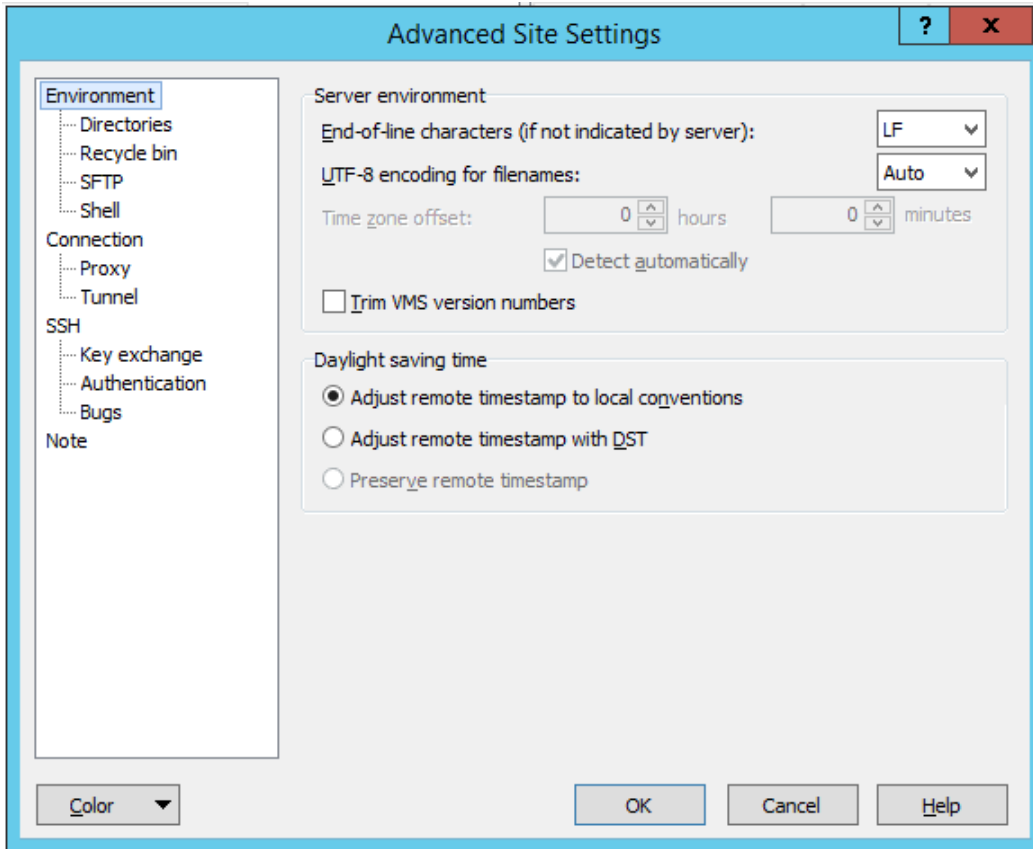 Advanced Site Settings
?
x
Environment
Directories
Recycle bin
SFTP
Shell
Connection
Proxy
Tunnel
SSH
Key exchange
Authentication
Bugs
Note
Server environment
End-of-line characters (if not indicated by server): LF
UTF-8 encoding for filenames: Auto
Time zone offset: 0 hours 0 minutes
Detect automatically
Trim VMS version numbers
Daylight saving time
Adjust remote timestamp to local conventions
Adjust remote timestamp with DST
Preserve remote timestamp
Color OK Cancel Help